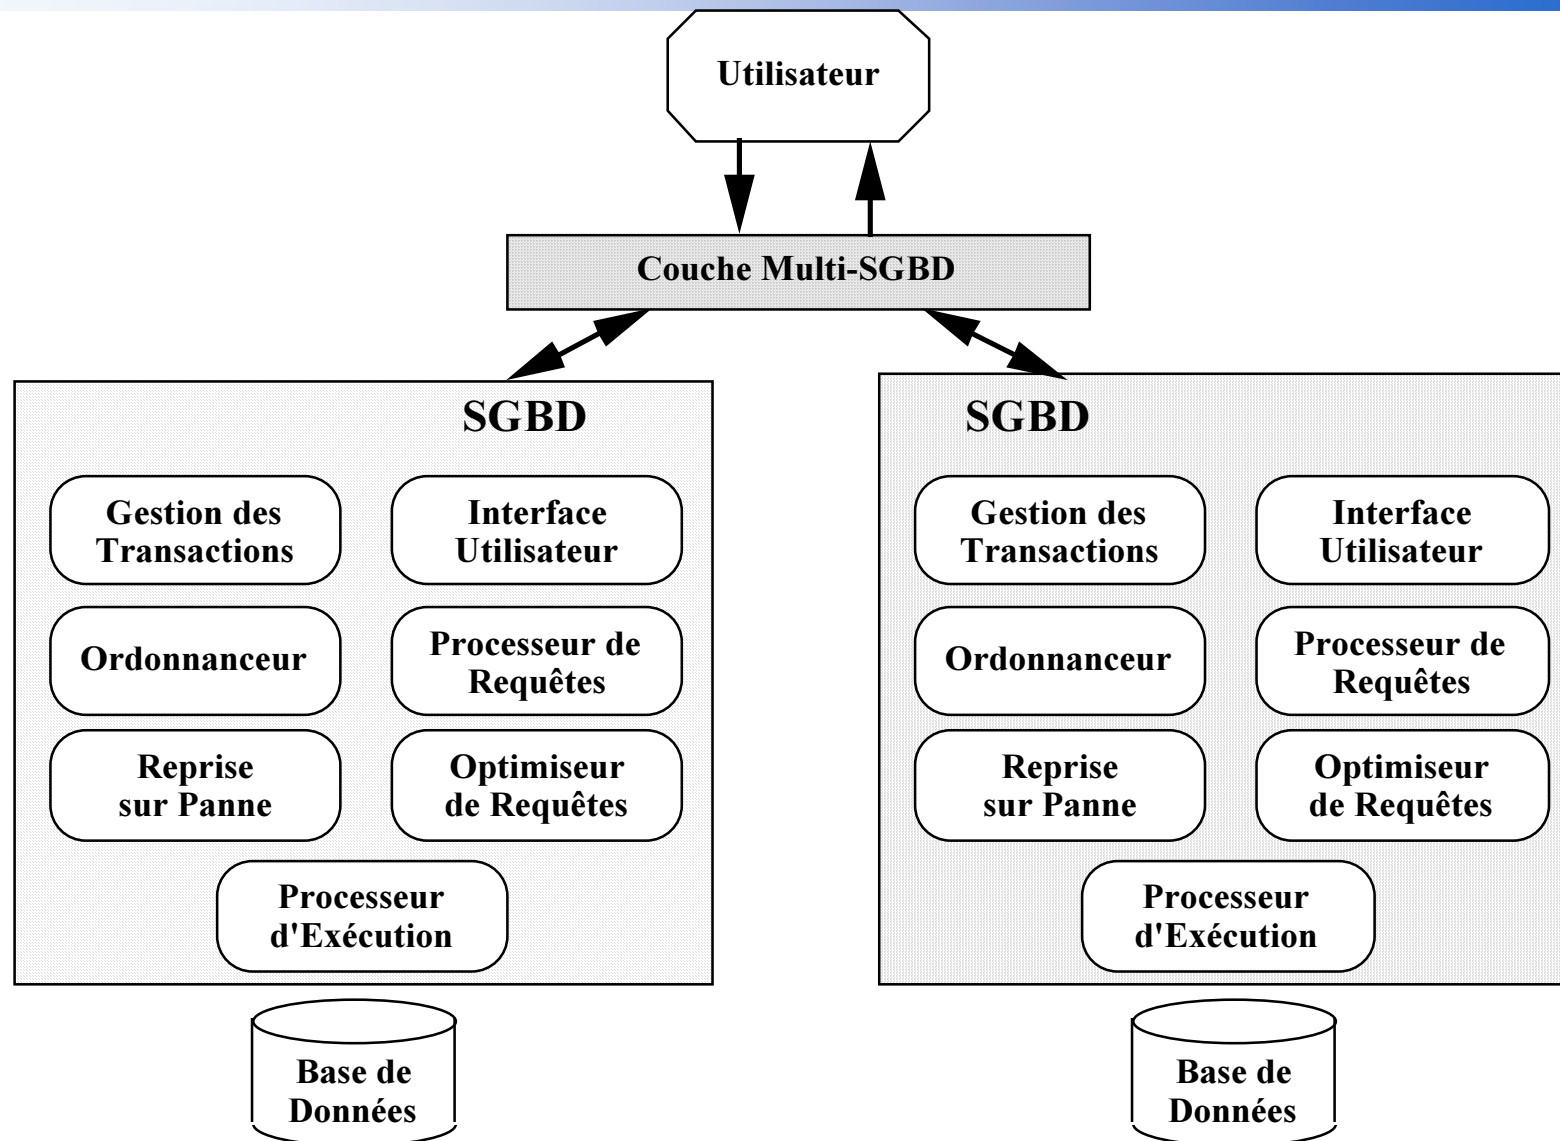 Utilisateur
Couche Multi-SGBD
SGBD
Gestion des
Transactions
Interface
Utilisateur
Ordonnanceur
Processeur de
Requêtes
Reprise
sur Panne
Optimiseur
de Requêtes
Processeur
d'Exécution
Base de
Données
SGBD
Gestion des
Transactions
Interface
Utilisateur
Ordonnanceur
Processeur de
Requêtes
Reprise
sur Panne
Optimiseur
de Requêtes
Processeur
d'Exécution
Base de
Données